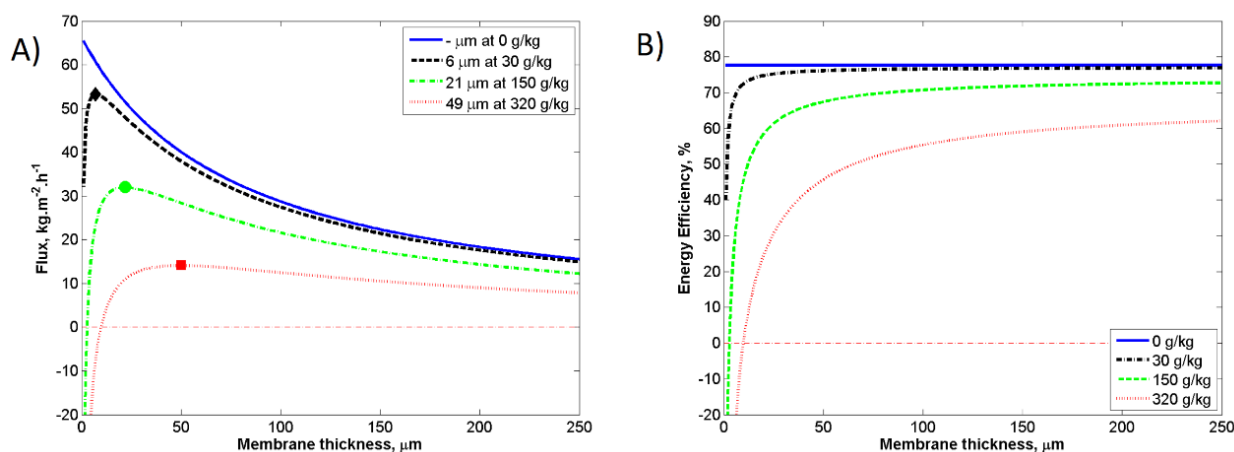 A)
Flux, kg.m-2.h-1
70
60
50
40
30
20
10
0
-10
-20
0
50
100
150
200
250
Membrane thickness, μm
- μm at 0 g/kg
6 μm at 30 g/kg
21 μm at 150 g/kg
49 μm at 320 g/kg
B)
Energy Efficiency, %
90
80
70
60
50
40
30
20
10
0
-10
-20
0
50
100
150
200
250
Membrane thickness, μm
0 g/kg
30 g/kg
150 g/kg
320 g/kg